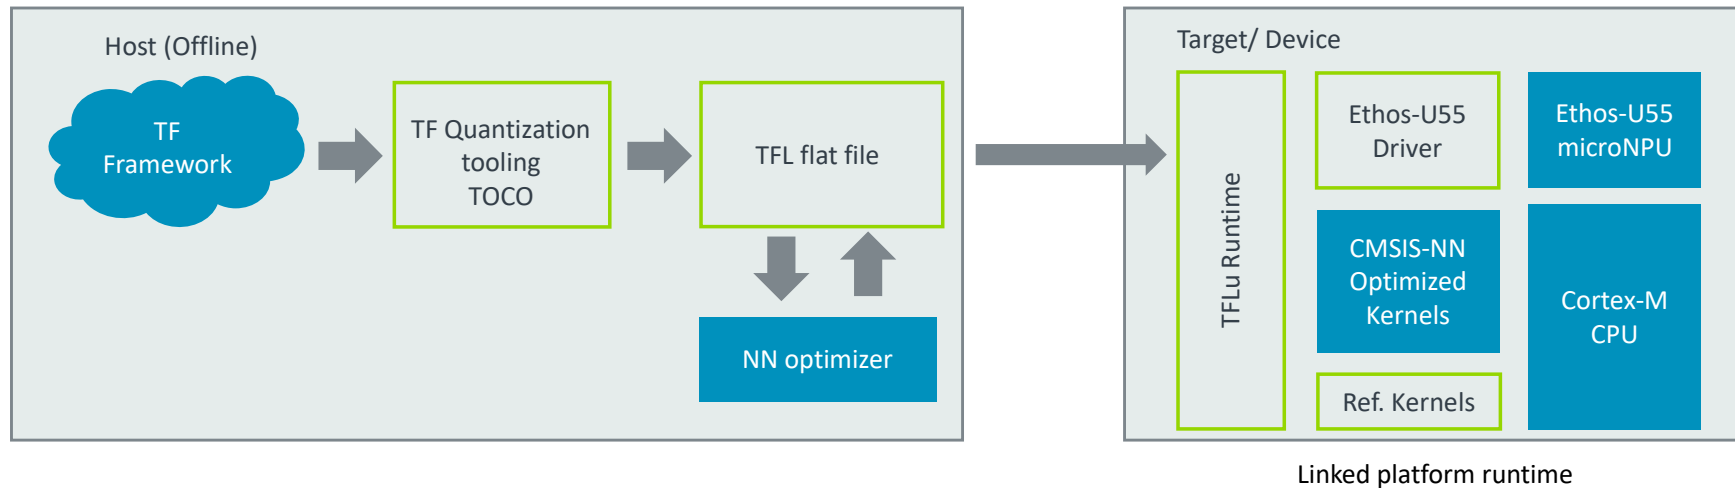 Host (Offline)
TF
Framework
TF Quantization
tooling
TOCO
TFL flat file
NN optimizer
Target/ Device
TFLu Runtime
Ethos-U55
Driver
Ethos-U55
microNPU
CMSIS-NN
Optimized
Kernels
Cortex-M
CPU
Ref. Kernels
Linked platform runtime